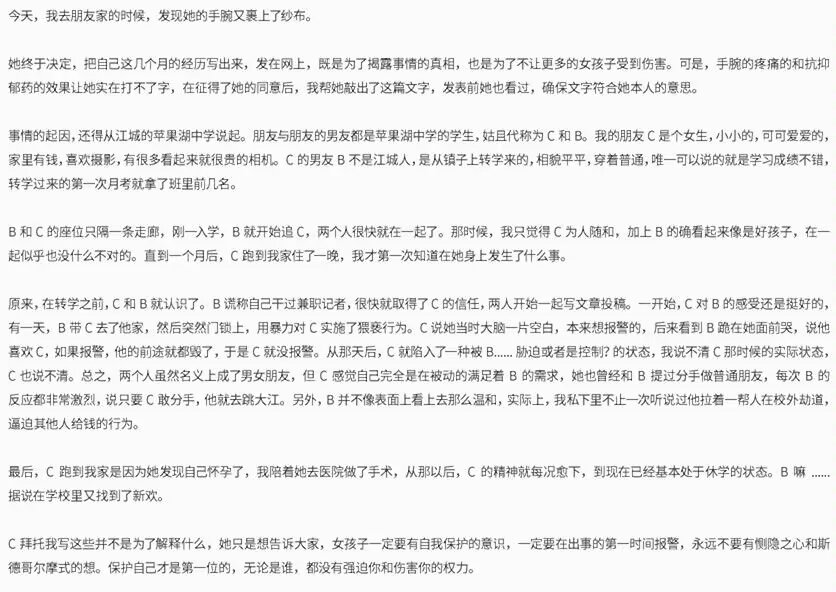 今天，我去朋友家的时候，发现她的手腕又裹上了纱布。
她终于决定，把自己这几个月的经历写出来，发在网上，既是为了揭露事情的真相，也是为了不让更多的女孩子受到伤害。可是，手腕的疼痛的和抗抑
郁药的效果让她实在打不了字，在征得了她的同意后，我帮她敲出了这篇文字，发表前她也看过，确保文字符合她本人的意思。
事情的起因，还得从江城的苹果湖中学说起。朋友与朋友的男友都是苹果湖中学的学生，姑且代称为 C 和 B。我的朋友 C 是个女生，小小的，可可爱爱的，
家里有钱，喜欢摄影，有很多看起来就很贵的相机。C 的男友 B 不是江城人，是从镇子上转学来的，相貌平平，穿着普通，唯一可以说的就是学习成绩不错，
转学过来的第一次月考就拿了班里前几名。
B 和 C 的座位只隔一条走廊，刚一入学，B 就开始追 C，两个人很快就在一起了。那时候，我只觉得 C 为人随和，加上 B 的确看起来像是好孩子，在一
起似乎也没什么不对的。直到一个月后，C 跑到我家住了一晚，我才第一次知道在她身上发生了什么事。
原来，在转学之前，C 和 B 就认识了。B 谎称自己干过兼职记者，很快就取得了 C 的信任，两人开始一起写文章投稿。一开始，C 对 B 的感受还是挺好的，
有一天，B 带 C 去了他家，然后突然门锁上，用暴力对 C 实施了猥亵行为。C 说她当时大脑一片空白，本来想报警的，后来看到 B 跪在她面前哭，说他
喜欢 C，如果报警，他的前途就都毁了，于是 C 就没报警。从那天后，C 就陷入了一种被 B...... 胁迫或者是控制? 的状态，我说不清 C 那时候的实际状态，
C 也说不清。总之，两个人虽然名义上成了男女朋友，但 C 感觉自己完全是在被动的满足着 B 的需求，她也曾经和 B 提过分手做普通朋友，每次 B 的
反应都非常激烈，说只要 C 敢分手，他就去跳大江。另外，B 并不像表面上看上去那么温和，实际上，我私下里不止一次听说过他拉着一帮人在校外劫道，
逼迫其他人给钱的行为。
最后，C 跑到我家是因为她发现自己怀孕了，我陪着她去医院做了手术，从那以后，C 的精神就每况愈下，到现在已经基本处于休学的状态。B 嘛 ......
据说在学校里又找到了新欢。
C 拜托我写这些并不是为了解释什么，她只是想告诉大家，女孩子一定要有自我保护的意识，一定要在出事的第一时间报警，永远不要有恻隐之心和斯
德哥尔摩式的想。保护自己才是第一位的，无论是谁，都没有强迫你和伤害你的权力。